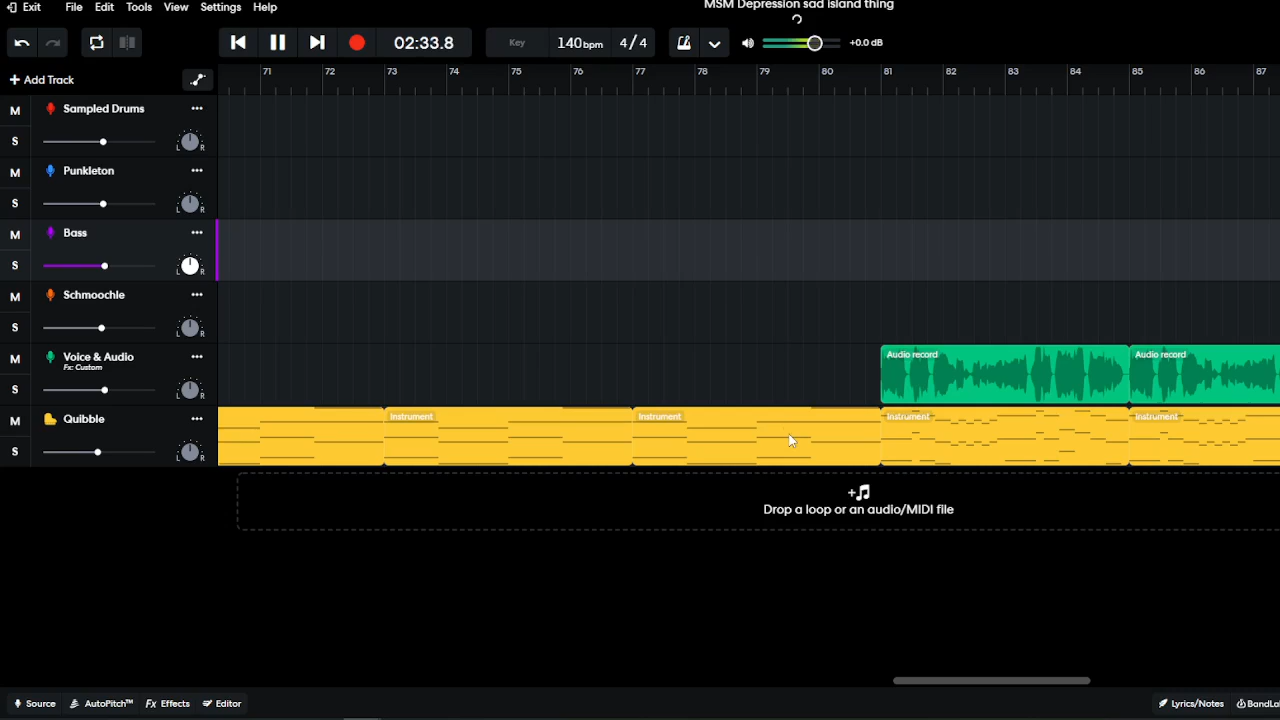 Exit File Edit Tools View Settings Help
MSM Depression sad island thing
02:33.8 Key 140bpm 4/4 +0.0 dB
+ Add Track
71 72 73 74 75 76 77 78 79 80 81 82 83 84 85 86 87
M Sampled Drums
S L R
M Punkleton
S L R
M Bass
S L R
M Schmoochle
S L R
M Voice & Audio
Fx: Custom
S L R
Audio record Audio record
M Quibble
S L R
Instrument Instrument Instrument Instrument
Drop a loop or an audio/MIDI file
Source AutoPitch™ Fx Effects Editor Lyrics/Notes BandLa